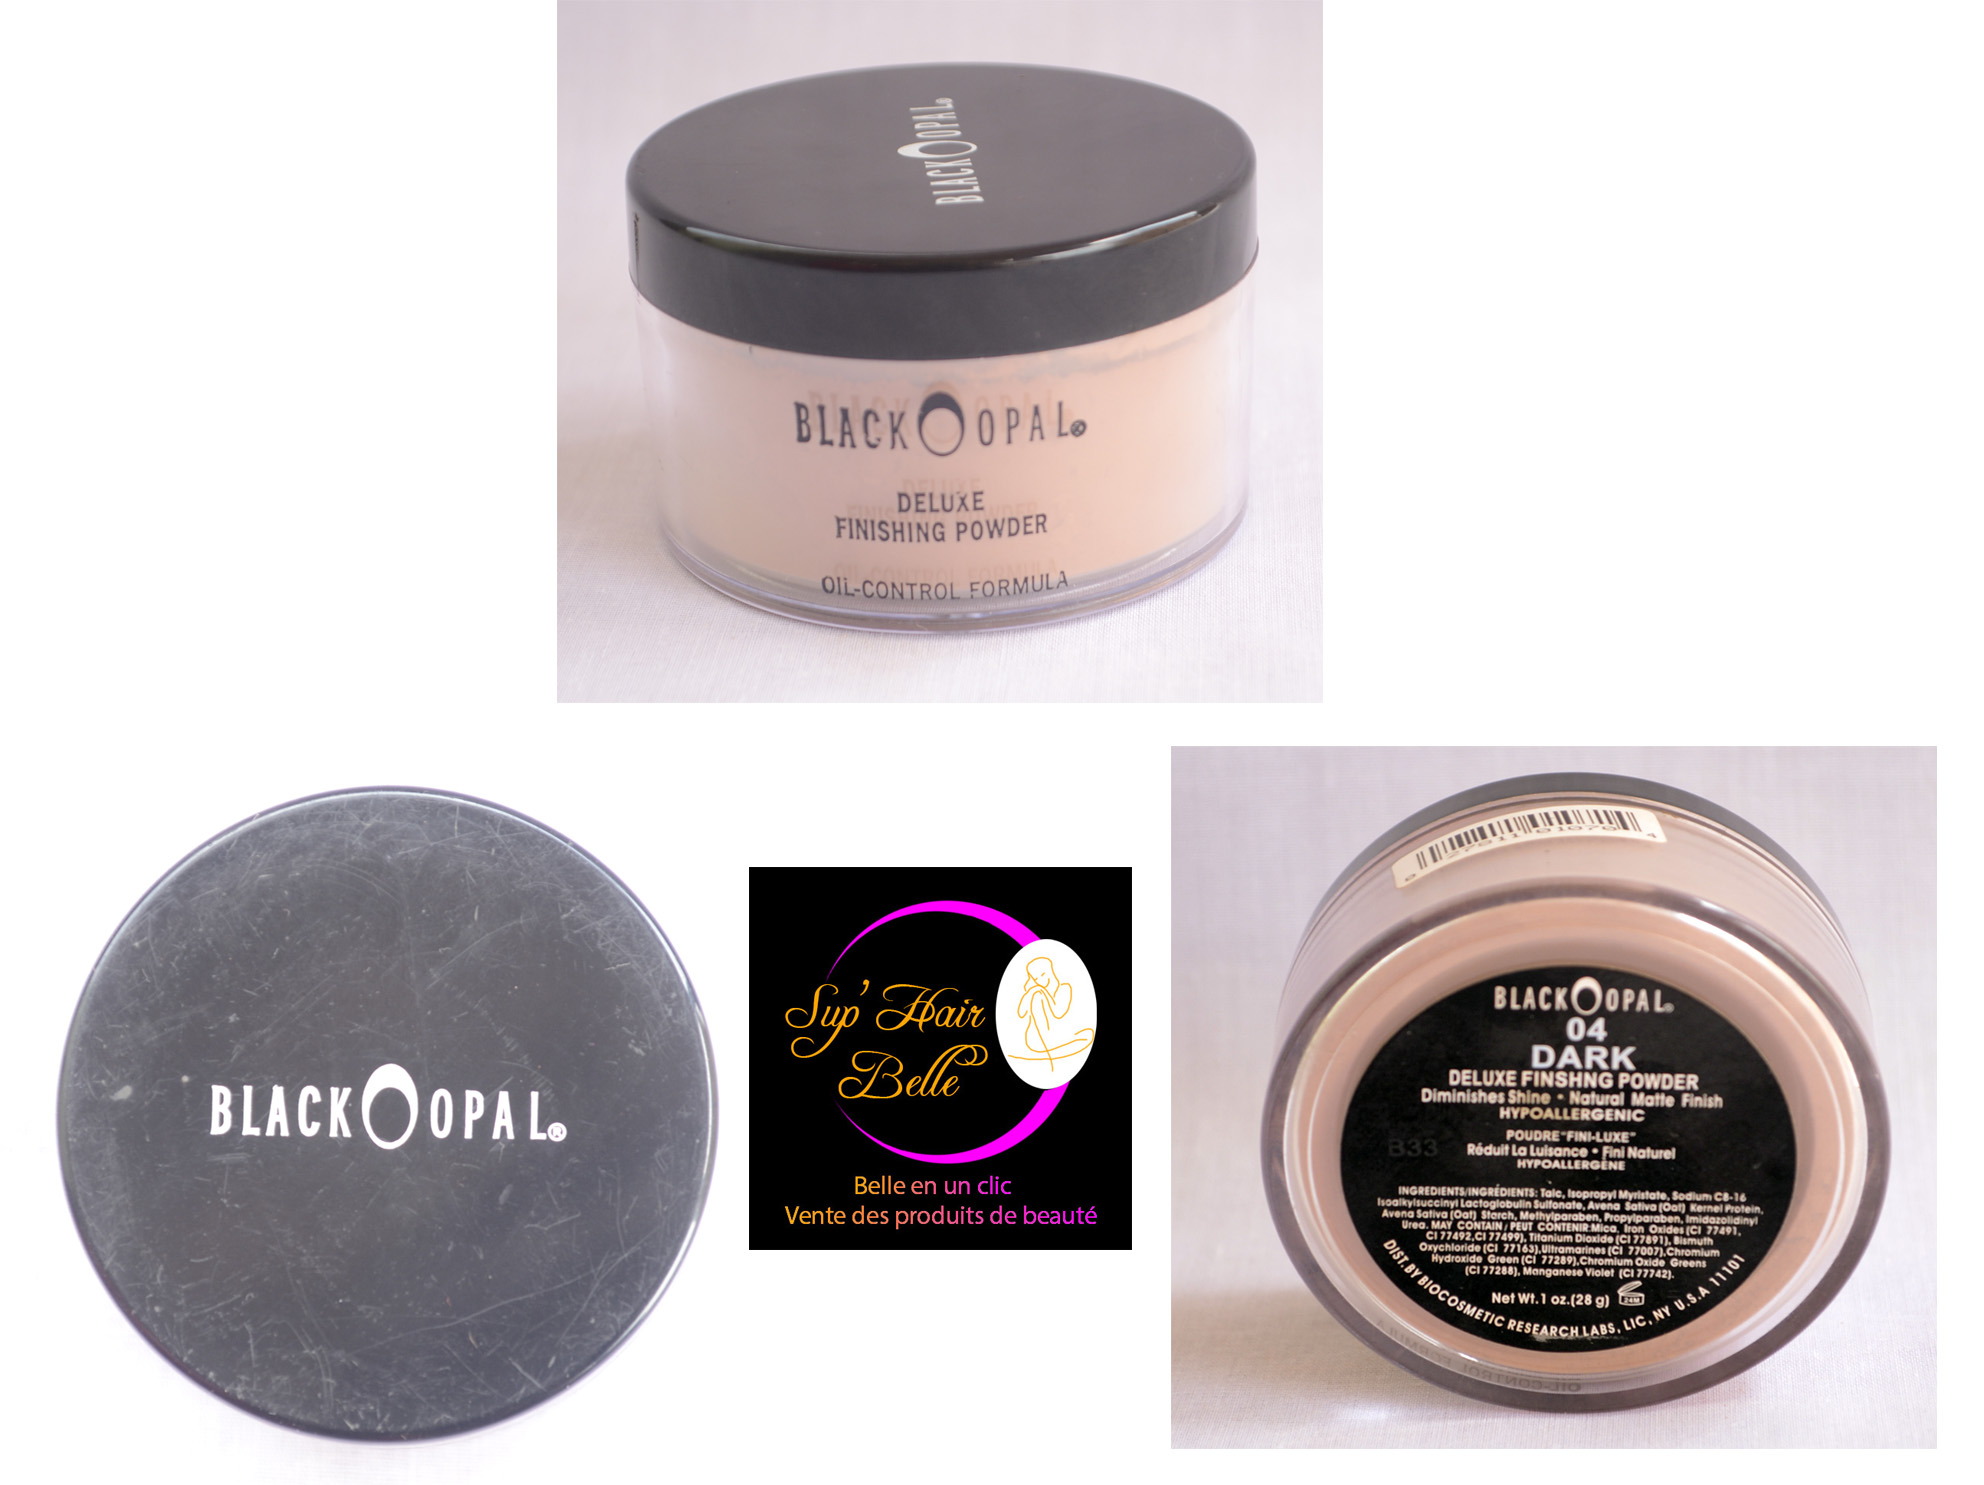 BLACK OPAL®
BLACK OPAL®
DELUXE
FINISHING POWDER
OIL-CONTROL FORMULA
BLACK OPAL®
Sup' Hair
Belle
Belle en un clic
Vente des produits de beauté
BLACK OPAL®
04
DARK
DELUXE FINSHNG POWDER
Diminishes Shine • Natural Matte Finish
HYPOALLERGENIC
B33
POUDRE "FINI-LUXE"
Réduit La Luisance • Fini Naturel
HYPOALLERGÈNE
INGREDIENTS/INGRÉDIENTS: Talc, Isopropyl Myristate, Sodium C8-16
Isoalkylsuccinyl Lactoglobulin Sulfonate, Avena Sativa (Oat) Kernel Protein,
Avena Sativa (Oat) Starch, Methylparaben, Propylparaben, Imidazolidinyl
Urea. MAY CONTAIN / PEUT CONTENIR: Mica, Iron Oxides (CI 77491,
CI 77492, CI 77499), Titanium Dioxide (CI 77891), Bismuth
Oxychloride (CI 77163), Ultramarines (CI 77007), Chromium
Hydroxide Green (CI 77289), Chromium Oxide Greens
(CI 77288), Manganese Violet (CI 77742).
Net Wt. 1 oz. (28 g)
24M
DIST. BY BIOCOSMETIC RESEARCH LABS, LIC, NY U.S.A 11101
OIL-CONTROL FORMULA